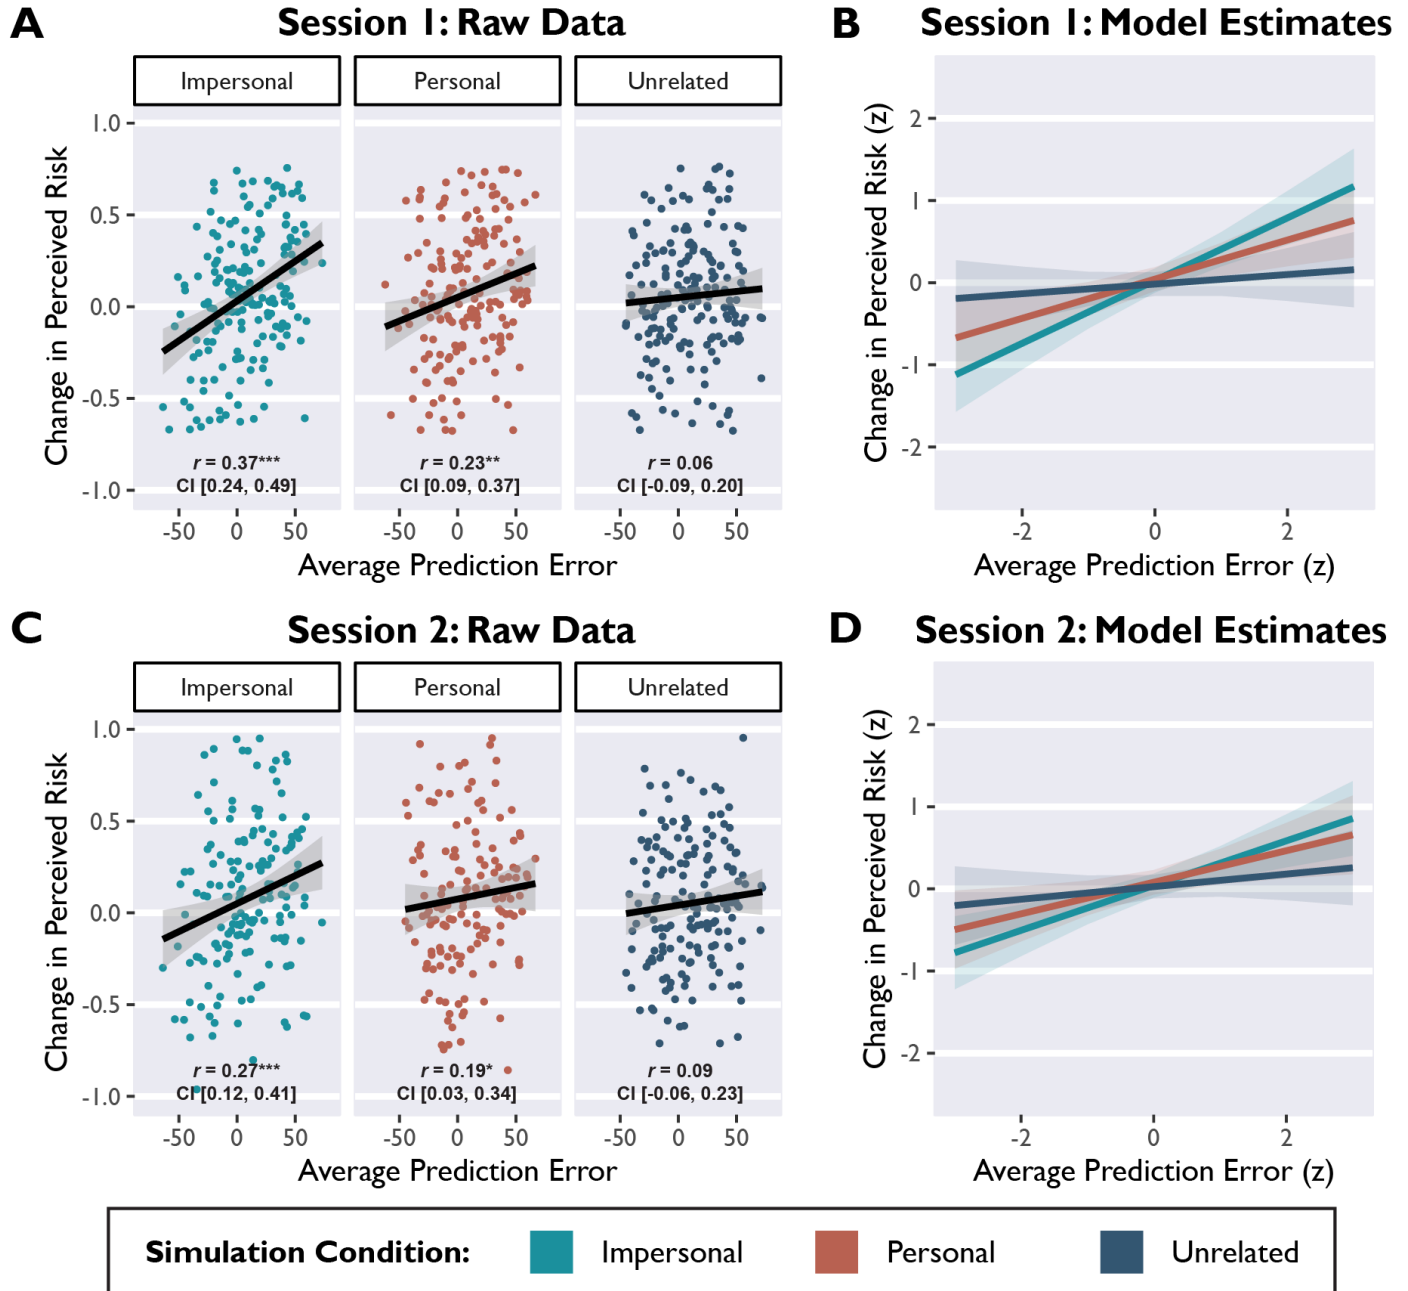 A Session 1: Raw Data
Impersonal Personal Unrelated
1.0
0.5
0.0
-0.5
-1.0
Change in Perceived Risk
r = 0.37*** r = 0.23** r = 0.06
CI [0.24, 0.49] CI [0.09, 0.37] CI [-0.09, 0.20]
-50 0 50 -50 0 50 -50 0 50
Average Prediction Error
B Session 1: Model Estimates
2
1
0
-1
-2
Change in Perceived Risk (z)
-2 0 2
Average Prediction Error (z)
C Session 2: Raw Data
Impersonal Personal Unrelated
1.0
0.5
0.0
-0.5
-1.0
Change in Perceived Risk
r = 0.27*** r = 0.19* r = 0.09
CI [0.12, 0.41] CI [0.03, 0.34] CI [-0.06, 0.23]
-50 0 50 -50 0 50 -50 0 50
Average Prediction Error
D Session 2: Model Estimates
2
1
0
-1
-2
Change in Perceived Risk (z)
-2 0 2
Average Prediction Error (z)
Simulation Condition: Impersonal Personal Unrelated